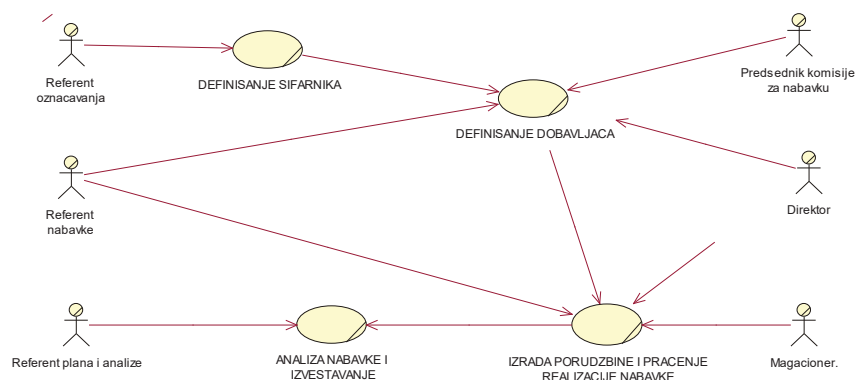 Referent
oznacavanja
DEFINISANJE SIFARNIKA
Predsednik komisije
za nabavku
DEFINISANJE DOBAVLJACA
Referent
nabavke
Direktor
Referent plana i analize
ANALIZA NABAVKE I
IZVESTAVANJE
IZRADA PORUDZBINE I PRACENJE
REALIZACIJE NABAVKE
Magacioner.